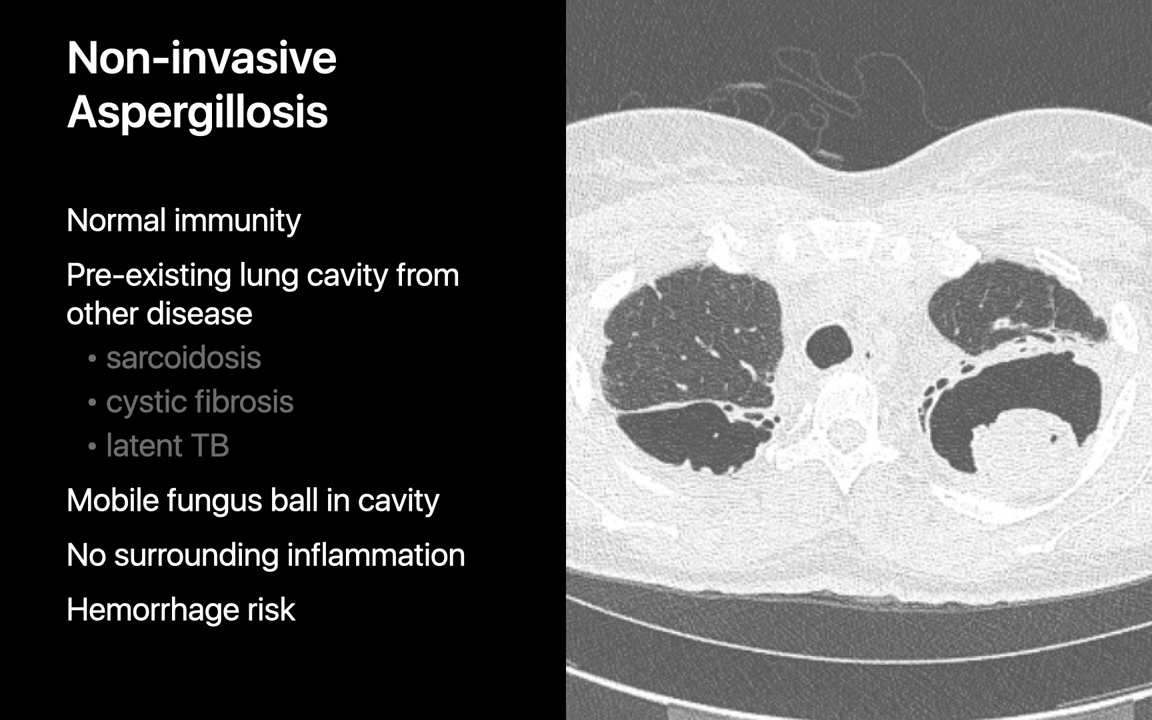 Non-invasive
Aspergillosis
Normal immunity
Pre-existing lung cavity from
other disease
• sarcoidosis
• cystic fibrosis
• latent TB
Mobile fungus ball in cavity
No surrounding inflammation
Hemorrhage risk